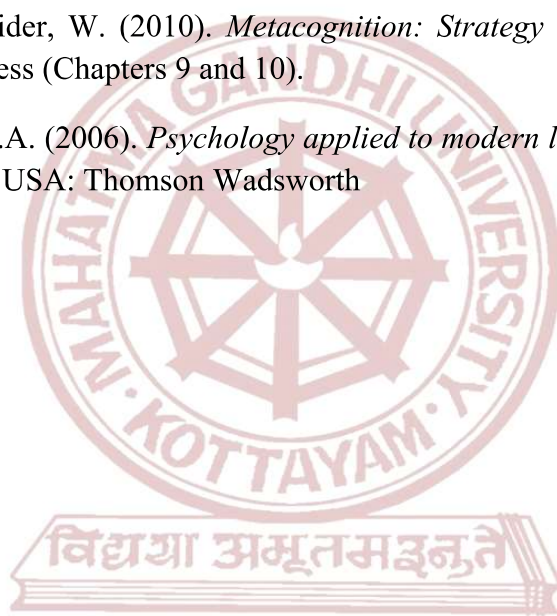 ider, W. (2010). Metacognition: Strategy
ess (Chapters 9 and 10).
.A. (2006). Psychology applied to modern l
USA: Thomson Wadsworth
MAHATMA GANDHI UNIVERSITY
KOTTAYAM
विद्यया अमृतमश्नुते